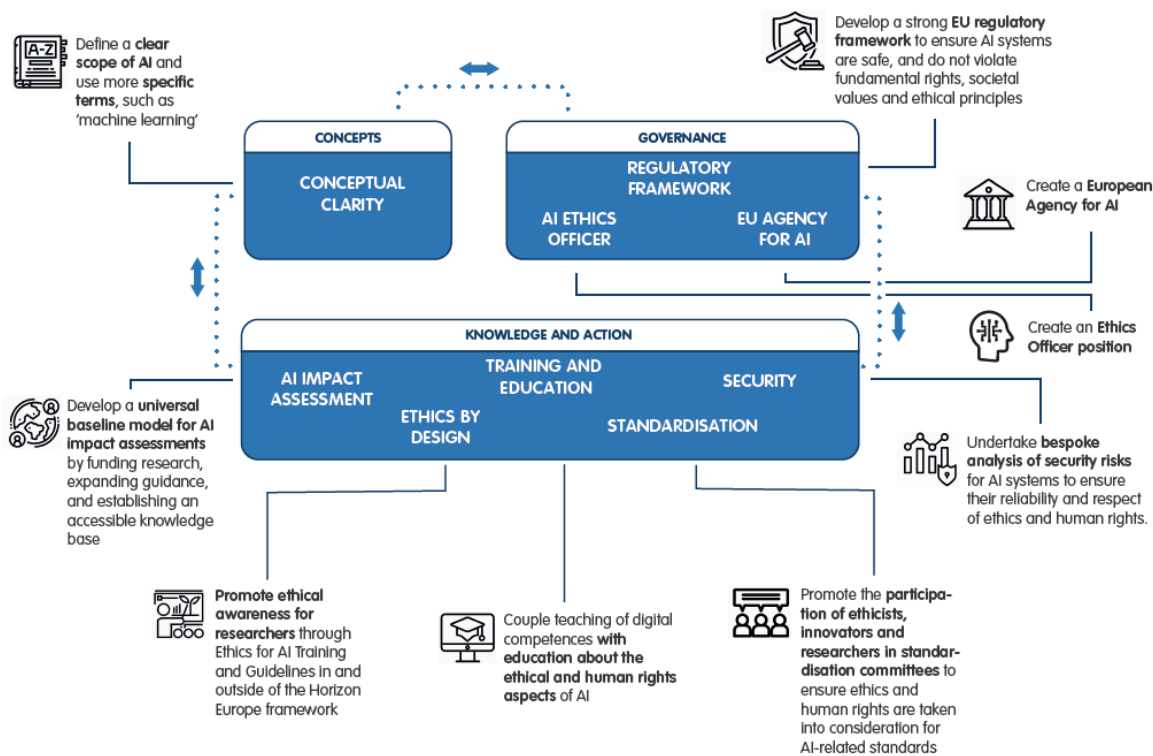 A-Z
Define a clear
scope of AI and
use more specific
terms, such as
‘machine learning’
Develop a strong EU regulatory
framework to ensure AI systems
are safe, and do not violate
fundamental rights, societal
values and ethical principles
CONCEPTS
CONCEPTUAL
CLARITY
GOVERNANCE
REGULATORY
FRAMEWORK
AI ETHICS
OFFICER
EU AGENCY
FOR AI
Create a European
Agency for AI
Create an Ethics
Officer position
KNOWLEDGE AND ACTION
AI IMPACT
ASSESSMENT
TRAINING AND
EDUCATION
SECURITY
ETHICS BY
DESIGN
STANDARDISATION
Develop a universal
baseline model for AI
impact assessments
by funding research,
expanding guidance,
and establishing an
accessible knowledge
base
Undertake bespoke
analysis of security risks
for AI systems to ensure
their reliability and respect
of ethics and human rights.
Promote ethical
awareness for
researchers through
Ethics for AI Training
and Guidelines in and
outside of the Horizon
Europe framework
Couple teaching of digital
competences with
education about the
ethical and human rights
aspects of AI
Promote the participa-
tion of ethicists,
innovators and
researchers in standar-
disation committees to
ensure ethics and
human rights are taken
into consideration for
AI-related standards